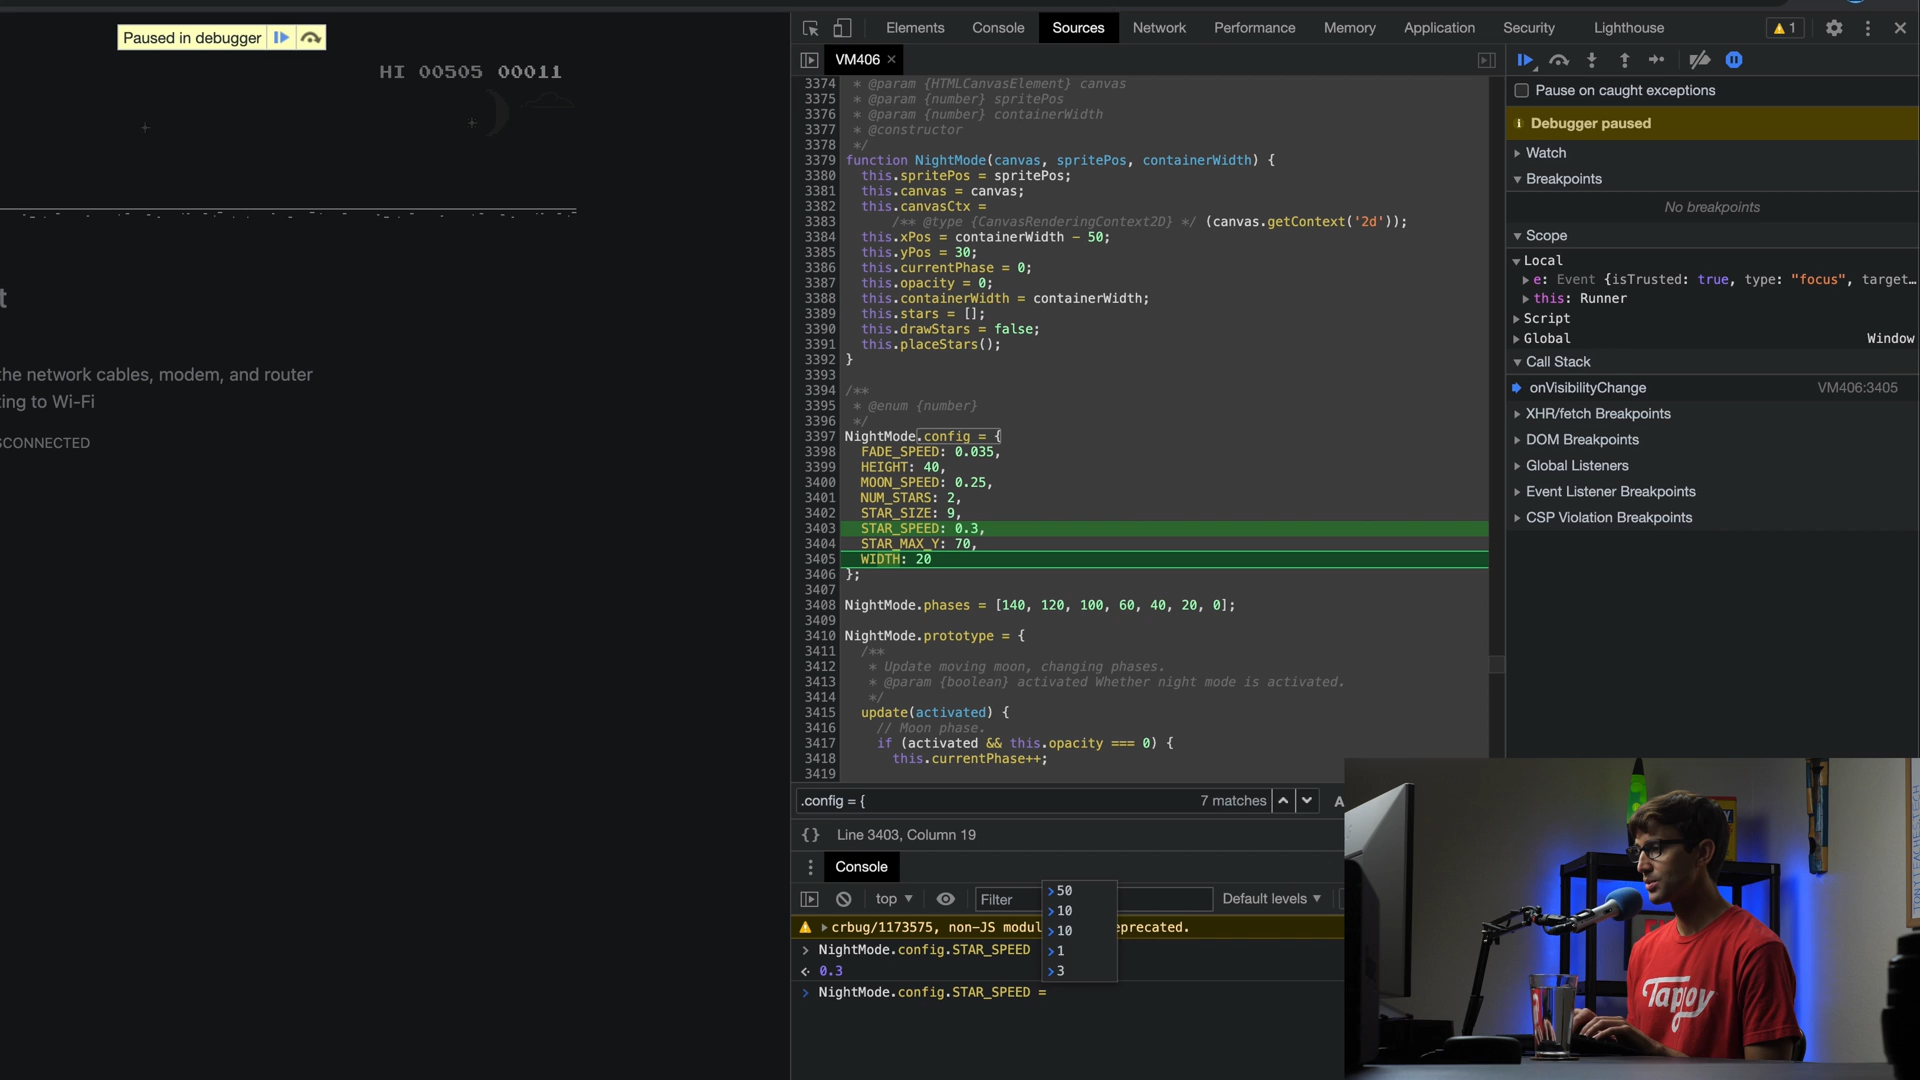 Paused in debugger
HI 00505 00011
t
the network cables, modem, and router
ting to Wi-Fi
SCONNECTED
Elements Console Sources Network Performance Memory Application Security Lighthouse 1
VM406
3374 * @param {HTMLCanvasElement} canvas
3375 * @param {number} spritePos
3376 * @param {number} containerWidth
3377 * @constructor
3378 */
3379 function NightMode(canvas, spritePos, containerWidth) {
3380 this.spritePos = spritePos;
3381 this.canvas = canvas;
3382 this.canvasCtx =
3383 /** @type {CanvasRenderingContext2D} */ (canvas.getContext('2d'));
3384 this.xPos = containerWidth - 50;
3385 this.yPos = 30;
3386 this.currentPhase = 0;
3387 this.opacity = 0;
3388 this.containerWidth = containerWidth;
3389 this.stars = [];
3390 this.drawStars = false;
3391 this.placeStars();
3392 }
3393
3394 /**
3395 * @enum {number}
3396 */
3397 NightMode.config = {
3398 FADE_SPEED: 0.035,
3399 HEIGHT: 40,
3400 MOON_SPEED: 0.25,
3401 NUM_STARS: 2,
3402 STAR_SIZE: 9,
3403 STAR_SPEED: 0.3,
3404 STAR_MAX_Y: 70,
3405 WIDTH: 20
3406 };
3407
3408 NightMode.phases = [140, 120, 100, 60, 40, 20, 0];
3409
3410 NightMode.prototype = {
3411 /**
3412 * Update moving moon, changing phases.
3413 * @param {boolean} activated Whether night mode is activated.
3414 */
3415 update(activated) {
3416 // Moon phase.
3417 if (activated && this.opacity === 0) {
3418 this.currentPhase++;
3419
.config = { 7 matches A
{} Line 3403, Column 19
Console
top Filter Default levels
crbug/1173575, non-JS modul eprecated.
NightMode.config.STAR_SPEED
0.3
NightMode.config.STAR_SPEED =
50
10
10
1
3
Pause on caught exceptions
Debugger paused
Watch
Breakpoints
No breakpoints
Scope
Local
e: Event {isTrusted: true, type: "focus", target…
this: Runner
Script
Global Window
Call Stack
onVisibilityChange VM406:3405
XHR/fetch Breakpoints
DOM Breakpoints
Global Listeners
Event Listener Breakpoints
CSP Violation Breakpoints
Tapjoy